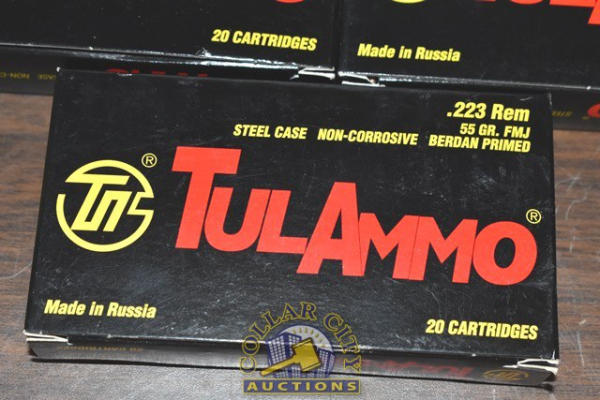 20 CARTRIDGES
Made in Russia
.223 Rem
55 GR. FMJ
STEEL CASE NON-CORROSIVE BERDAN PRIMED
®
TULAMMO®
Made in Russia
20 CARTRIDGES
COLLAR CITY
AUCTIONS